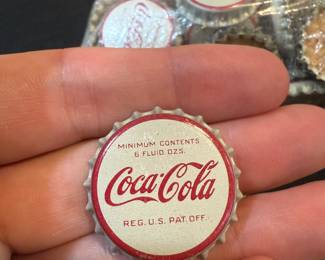 MINIMUM CONTENTS
6 FLUID OZS.
Coca-Cola
REG. U.S. PAT. OFF.